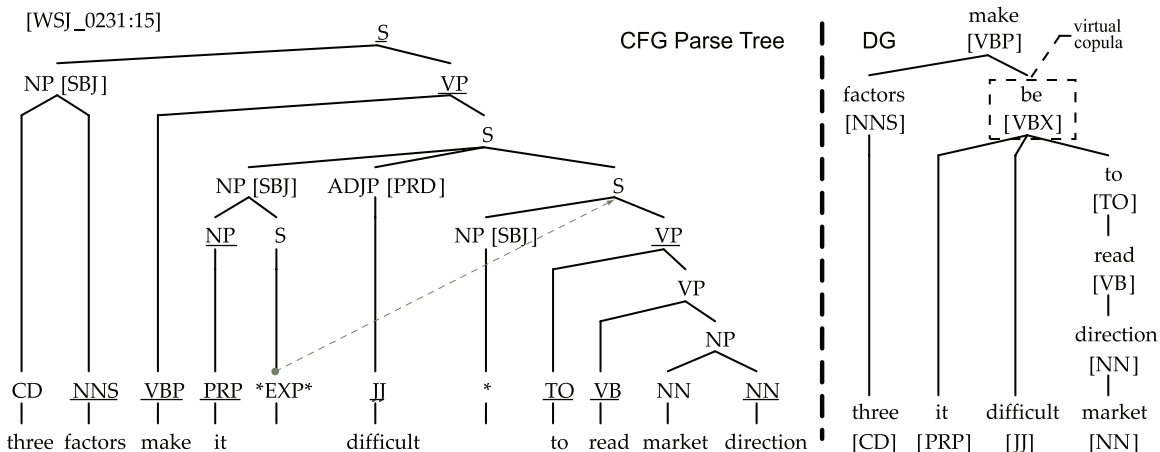 [WSJ_0231:15]
S
CFG Parse Tree
NP [SBJ]
VP
S
NP [SBJ] ADJP [PRD] S
NP S NP [SBJ] VP
VP
NP
CD NNS VBP PRP *EXP* JJ * TO VB NN NN
three factors make it difficult to read market direction
DG
make
[VBP]
virtual
copula
factors
[NNS]
be
[VBX]
to
[TO]
read
[VB]
direction
[NN]
three it difficult market
[CD] [PRP] [JJ] [NN]